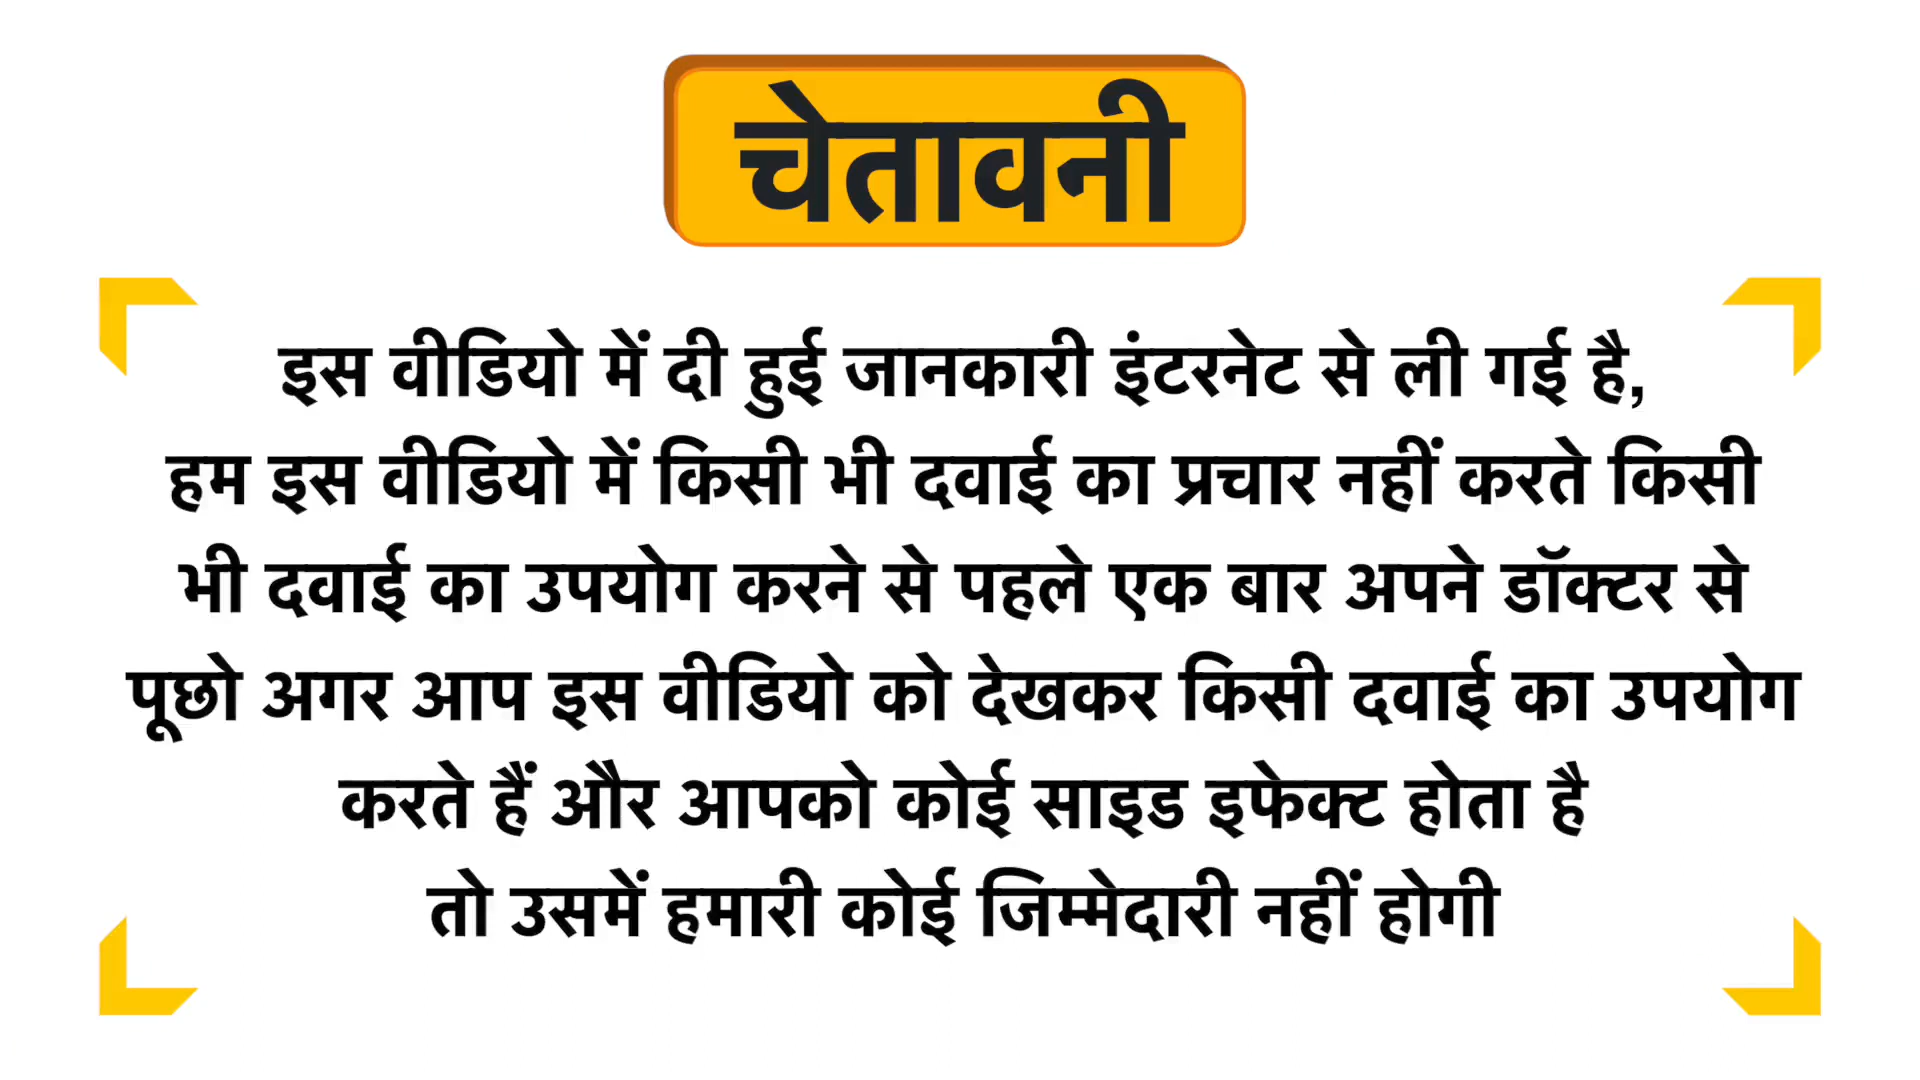 चेतावनी
इस वीडियो में दी हुई जानकारी इंटरनेट से ली गई है,
हम इस वीडियो में किसी भी दवाई का प्रचार नहीं करते किसी
भी दवाई का उपयोग करने से पहले एक बार अपने डॉक्टर से
पूछो अगर आप इस वीडियो को देखकर किसी दवाई का उपयोग
करते हैं और आपको कोई साइड इफेक्ट होता है
तो उसमें हमारी कोई जिम्मेदारी नहीं होगी